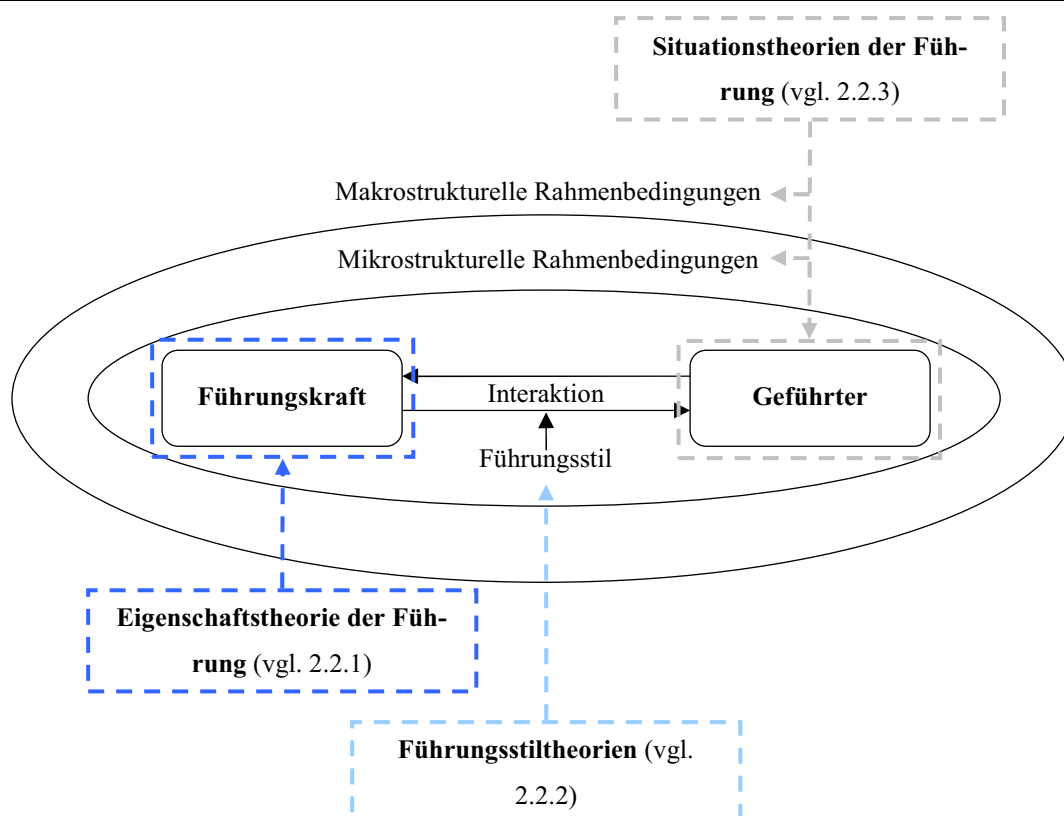 Situationstheorien der Füh-
rung (vgl. 2.2.3)
Makrostrukturelle Rahmenbedingungen
Mikrostrukturelle Rahmenbedingungen
Führungskraft
Interaktion
Geführter
Führungsstil
Eigenschaftstheorie der Füh-
rung (vgl. 2.2.1)
Führungsstiltheorien (vgl.
2.2.2)